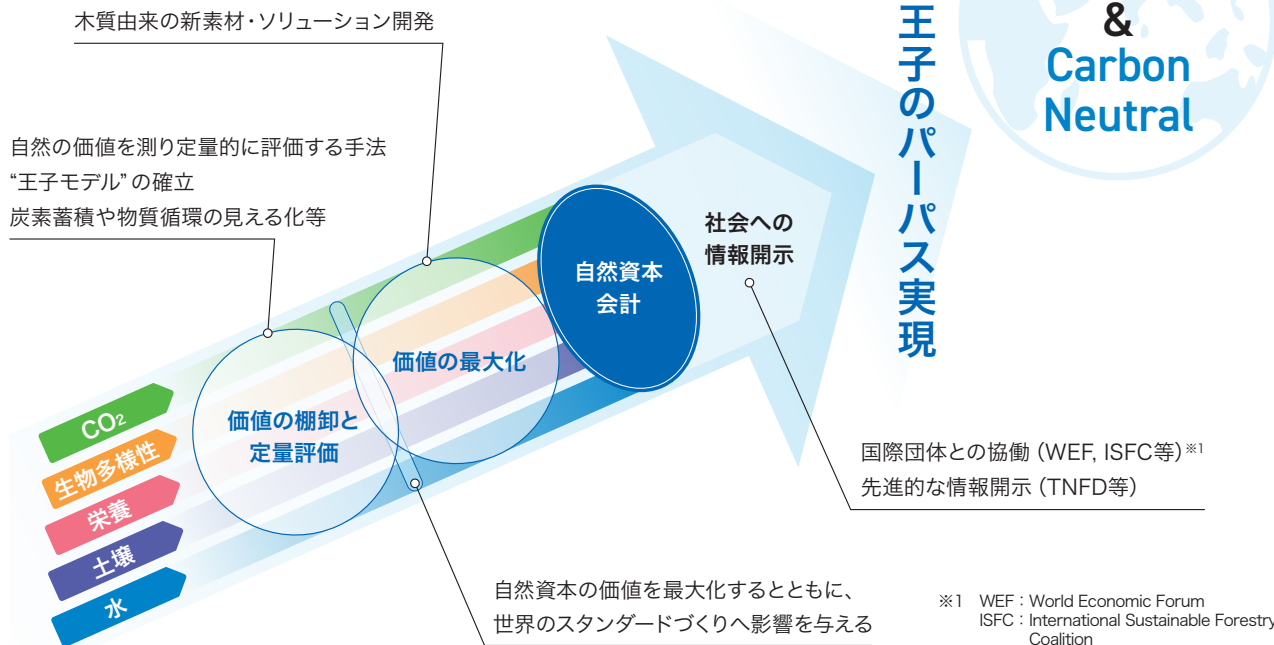 木質由来の新素材・ソリューション開発
自然の価値を測り定量的に評価する手法
“王子モデル”の確立
炭素蓄積や物質循環の見える化等
王子のパーパス実現
&
Carbon
Neutral
社会への
情報開示
自然資本
会計
価値の最大化
価値の棚卸と
定量評価
CO₂
生物多様性
栄養
土壌
水
国際団体との協働（WEF, ISFC等）※1
先進的な情報開示（TNFD等）
自然資本の価値を最大化するとともに、
世界のスタンダードづくりへ影響を与える
※1 WEF：World Economic Forum
ISFC：International Sustainable Forestry
Coalition